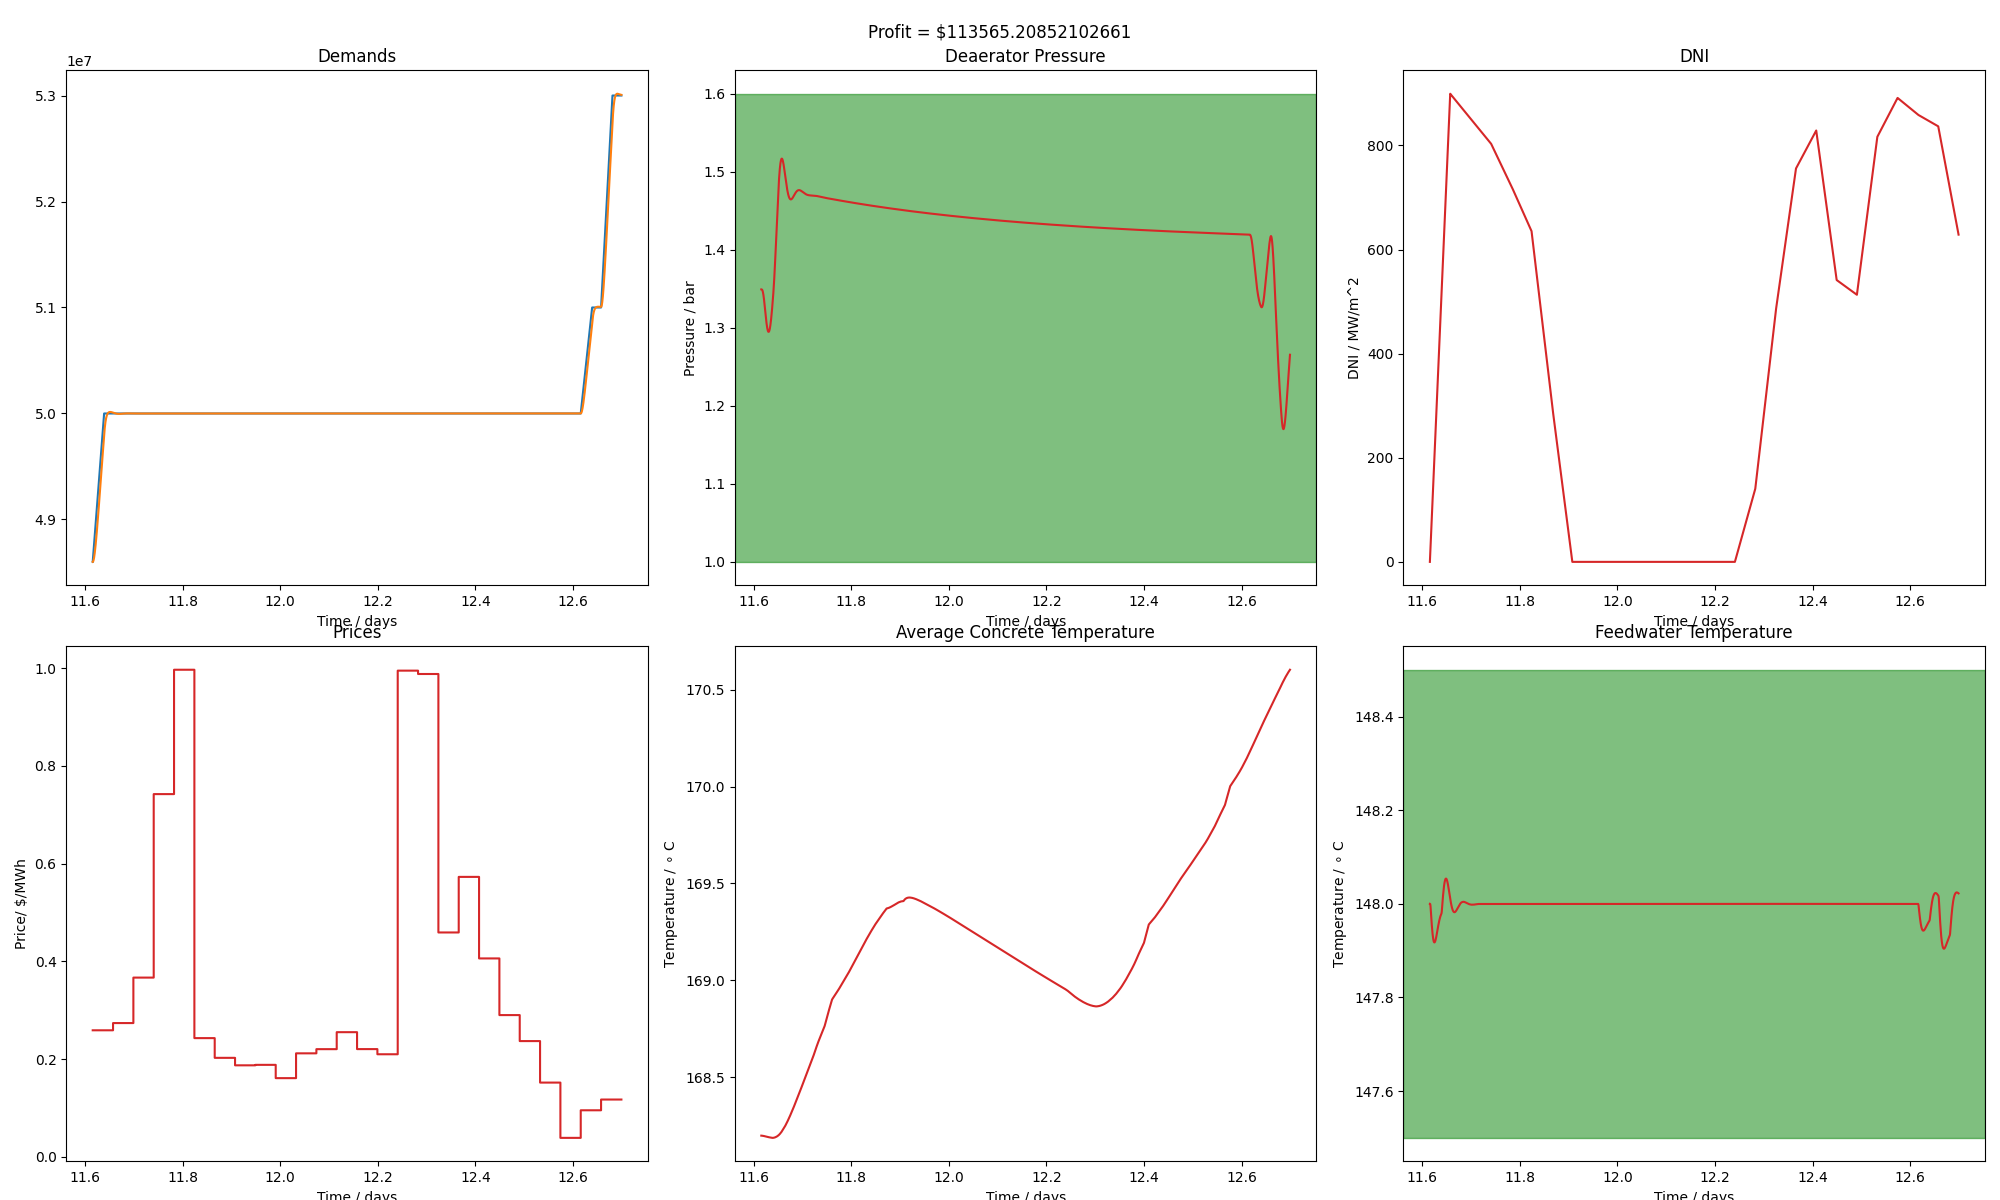 Profit = $113565.20852102661
Demands
1e7
5.3
5.2
5.1
5.0
4.9
11.6 11.8 12.0 12.2 12.4 12.6
Time / days
Deaerator Pressure
Pressure / bar
1.6
1.5
1.4
1.3
1.2
1.1
1.0
11.6 11.8 12.0 12.2 12.4 12.6
Time / days
DNI
DNI / MW/m^2
800
600
400
200
0
11.6 11.8 12.0 12.2 12.4 12.6
Time / days
Prices
Price/ $/MWh
1.0
0.8
0.6
0.4
0.2
0.0
11.6 11.8 12.0 12.2 12.4 12.6
Time / days
Average Concrete Temperature
Temperature / ∘ C
170.5
170.0
169.5
169.0
168.5
11.6 11.8 12.0 12.2 12.4 12.6
Time / days
Feedwater Temperature
Temperature / ∘ C
148.4
148.2
148.0
147.8
147.6
11.6 11.8 12.0 12.2 12.4 12.6
Time / days